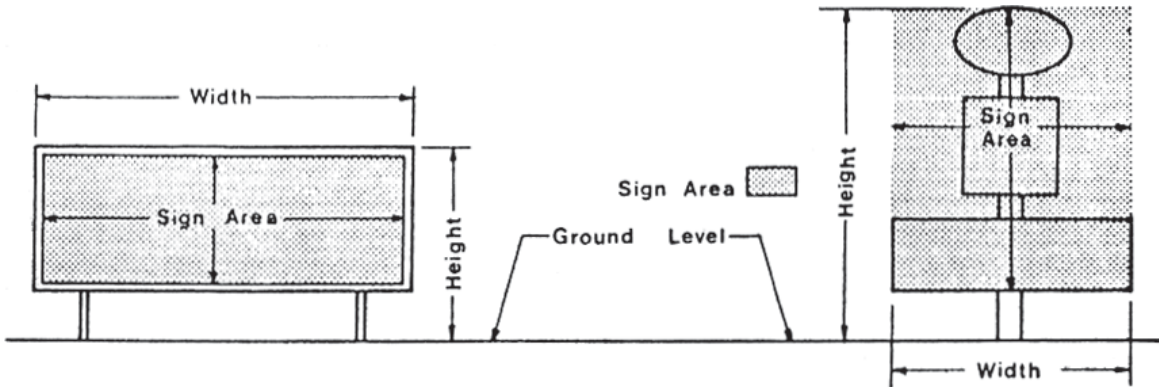 Width
Sign Area
Height
Sign Area
Ground Level
Height
Sign
Area
Width